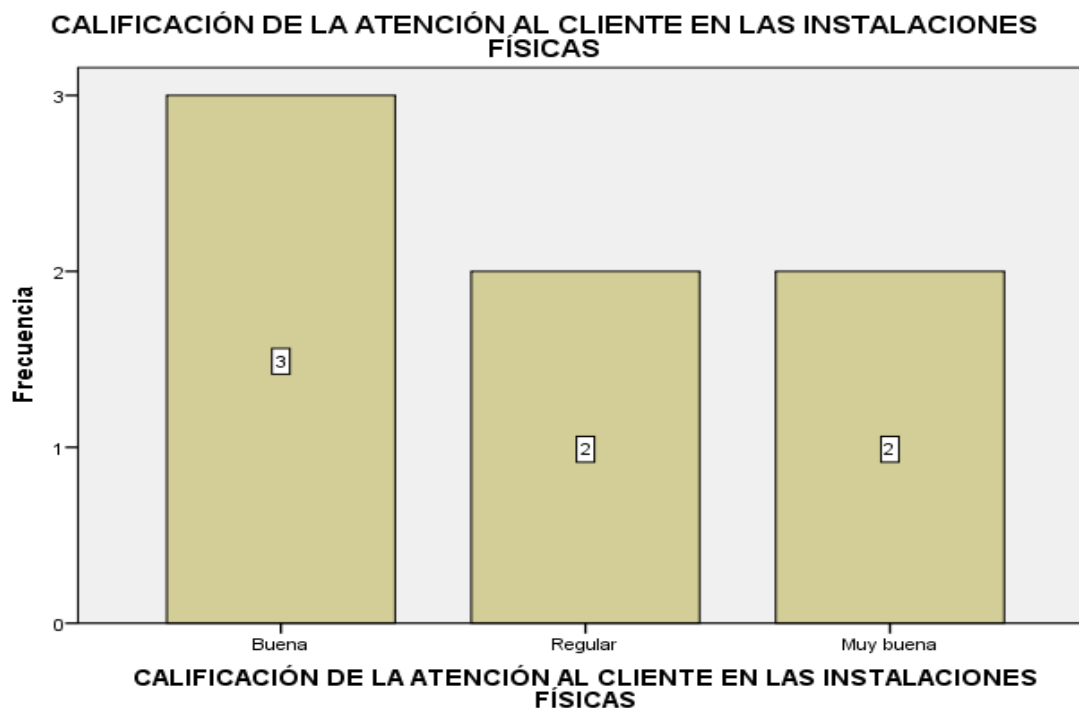 CALIFICACIÓN DE LA ATENCIÓN AL CLIENTE EN LAS INSTALACIONES
FÍSICAS
3
2
1
0
Frecuencia
3
2
2
Buena
Regular
Muy buena
CALIFICACIÓN DE LA ATENCIÓN AL CLIENTE EN LAS INSTALACIONES
FÍSICAS